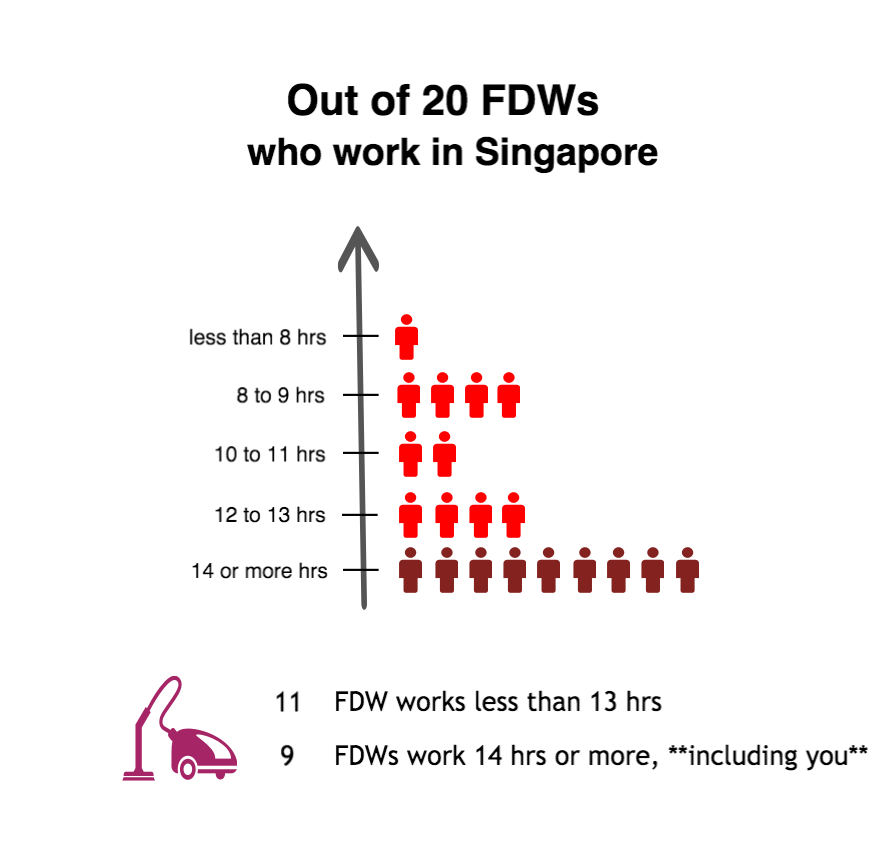 Out of 20 FDWs
who work in Singapore
less than 8 hrs
8 to 9 hrs
10 to 11 hrs
12 to 13 hrs
14 or more hrs
11 FDW works less than 13 hrs
9 FDWs work 14 hrs or more, **including you**